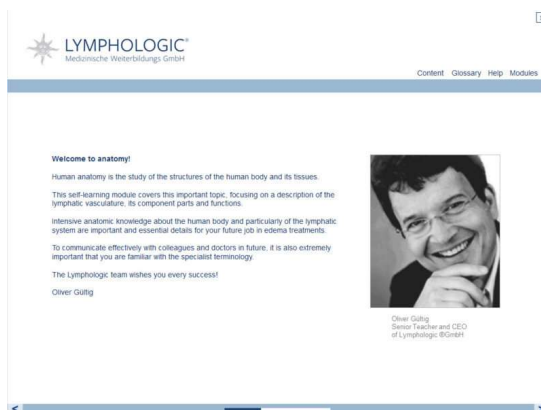 LYMPHOLOGIC®
Medizinische Weiterbildungs GmbH
Content Glossary Help Modules
Welcome to anatomy!
Human anatomy is the study of the structures of the human body and its tissues.
This self-learning module covers this important topic, focusing on a description of the
lymphatic vasculature, its component parts and functions.
Intensive anatomic knowledge about the human body and particularly of the lymphatic
system are important and essential details for your future job in edema treatments.
To communicate effectively with colleagues and doctors in future, it is also extremely
important that you are familiar with the specialist terminology.
The Lymphologic team wishes you every success!
Oliver Gültig
Oliver Gültig
Senior Teacher and CEO
of Lymphologic ®GmbH